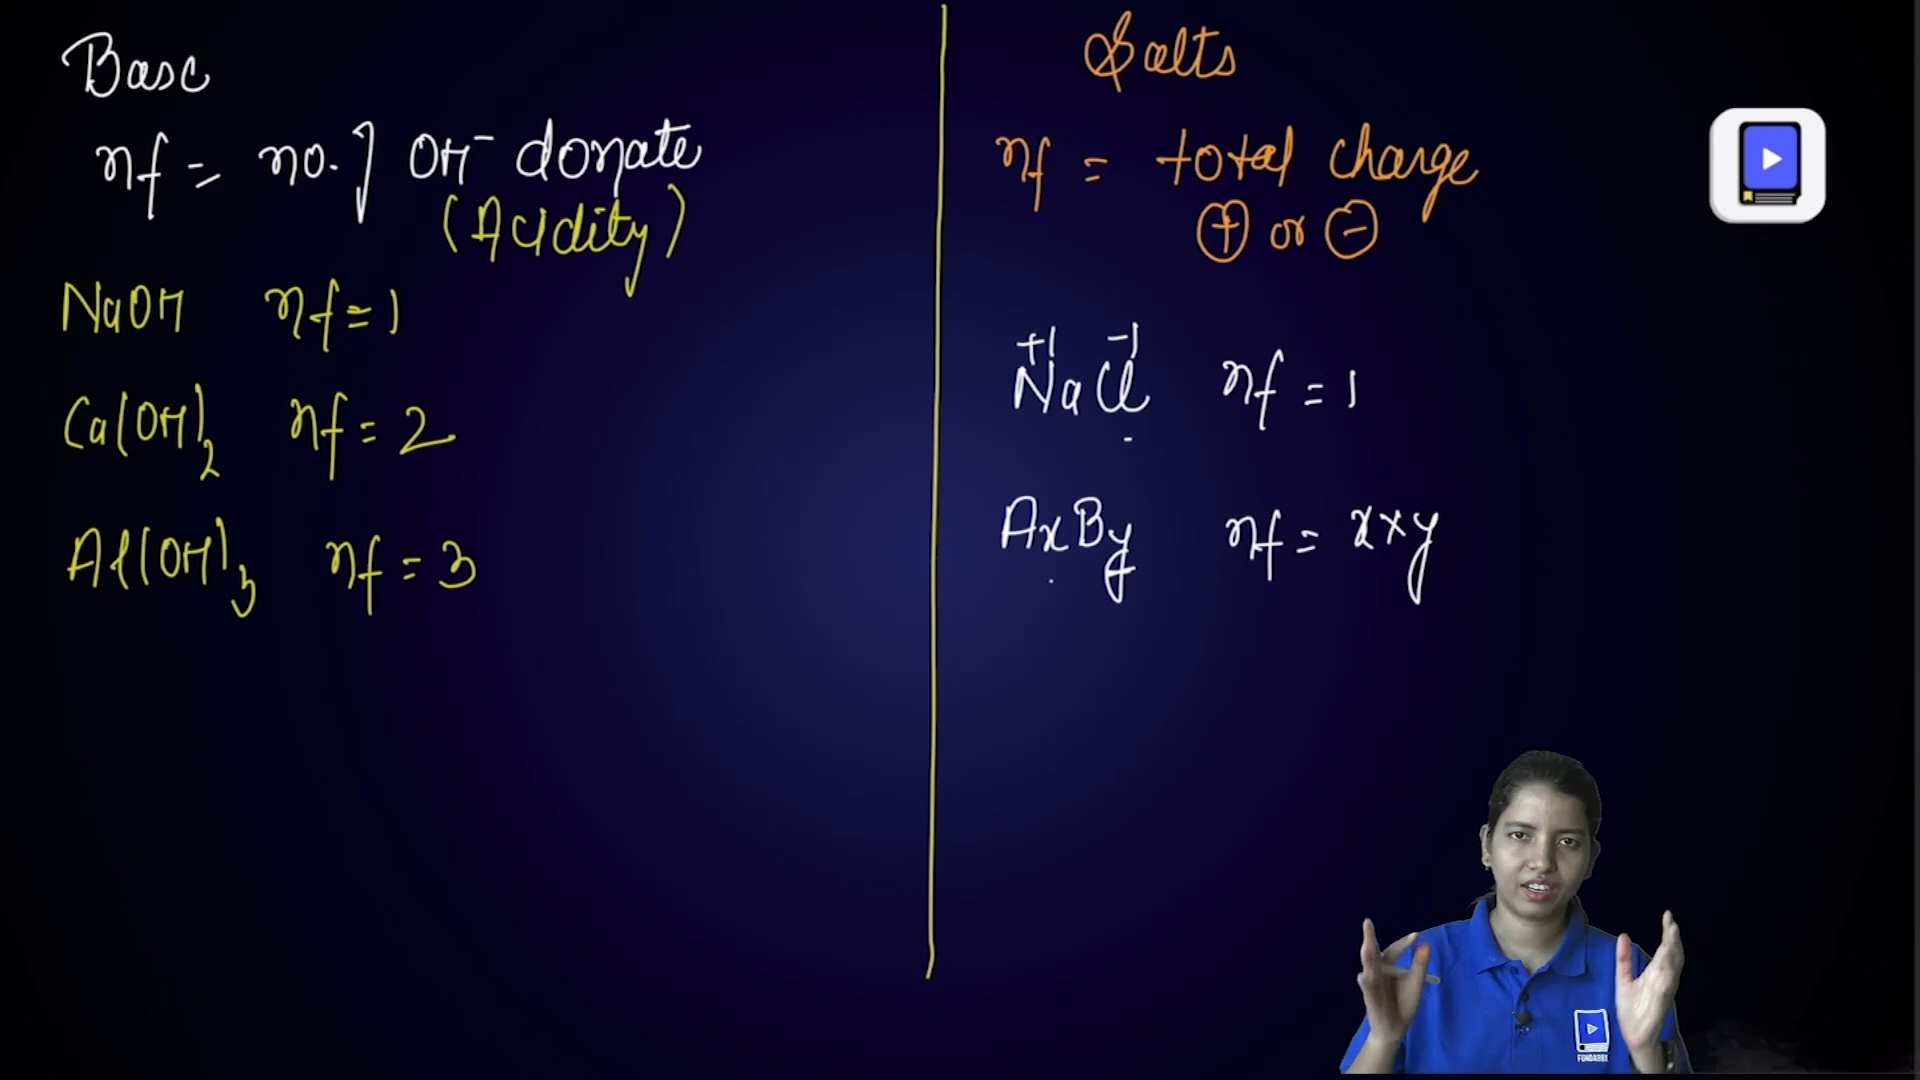 Base
nf = no. of OH⁻ donate
(Acidity)
NaOH nf = 1
Ca(OH)₂ nf = 2
Al(OH)₃ nf = 3
Salts
nf = total charge
⊕ or ⊖
+1 -1
NaCl nf = 1
AxBy nf = x×y